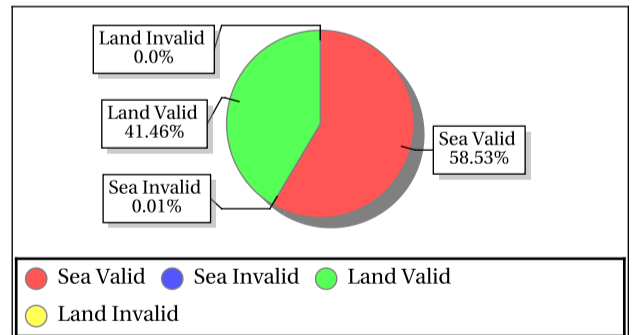 Land Invalid
0.0%
Land Valid
41.46%
Sea Valid
58.53%
Sea Invalid
0.01%
Sea Valid Sea Invalid Land Valid
Land Invalid